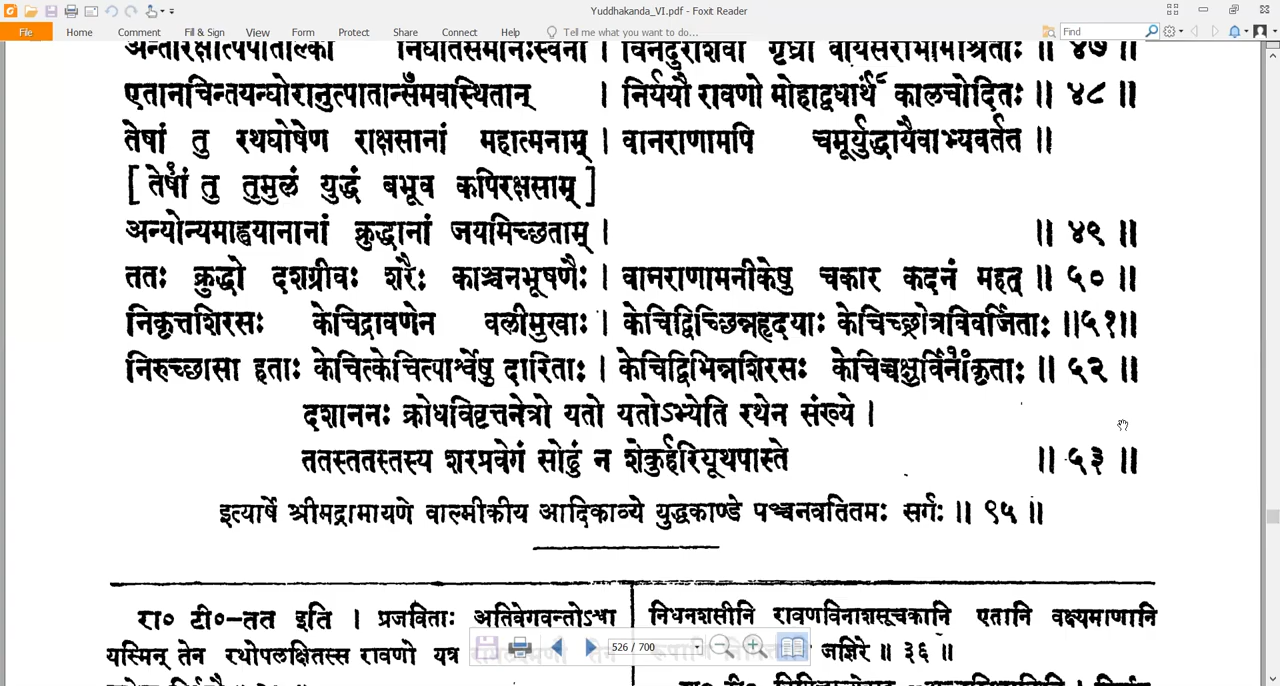 Yuddhakanda_VI.pdf - Foxit Reader
File Home Comment Fill & Sign View Form Protect Share Connect Help Tell me what you want to do... Find
विनेदुरशिवा गृध्रा ॥ ४७ ॥
एतानचिन्तयन्घोरानुत्पातान्समवस्थितान् । निर्ययौ रावणो मोहाद्वधार्थं कालचोदितः ॥ ४८ ॥
तेषां तु रथघोषेण राक्षसानां महात्मनाम् । वानराणामपि चमूर्युद्धायैवाभ्यवर्तत ॥
[ तेषां तु तुमुलं युद्धं बभूव कपिरक्षसाम् ]
अन्योन्यमाह्वयानानां क्रुद्धानां जयमिच्छताम् । ॥ ४९ ॥
ततः क्रुद्धो दशग्रीवः शरैः काञ्चनभूषणैः । वानराणामनीकेषु चकार कदनं महत् ॥ ५० ॥
निकृत्तशिरसः केचिद्रावणेन वलीमुखाः । केचिद्विच्छिन्नहृदयाः केचिच्छ्रोत्रविवर्जिताः ॥५१॥
निरुच्छासा हताः केचित्केचित्पार्श्वेषु दारिताः । केचिद्विभिन्नशिरसः केचिच्चक्षुर्विनाकृताः ॥ ५२ ॥
दशाननः क्रोधविवृत्तनेत्रो यतो यतोऽभ्येति रथेन संख्ये ।
ततस्ततस्तस्य शरप्रवेगं सोढुं न शेकुर्हरियूथपास्ते ॥ ५३ ॥
इत्यार्षे श्रीमद्रामायणे वाल्मीकीय आदिकाव्ये युद्धकाण्डे पञ्चनवतितमः सर्गः ॥ ९५ ॥
रा० टी०-तत इति । प्रजविताः अतिवेगवन्तोऽश्वा
यस्मिन् तेन रथोपलक्षितस्स रावणो यत्र
निधनशसीनि रावणविनाशसूचकानि एतानि वक्ष्यमाणानि
जज्ञिरे ॥ ३६ ॥
526 / 700